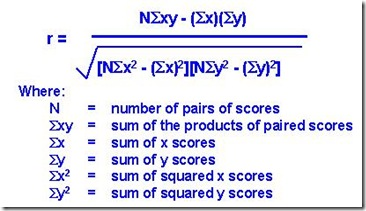 NΣxy - (Σx)(Σy)
r =
[NΣx² - (Σx)²][NΣy² - (Σy)²]
Where:
N = number of pairs of scores
Σxy = sum of the products of paired scores
Σx = sum of x scores
Σy = sum of y scores
Σx² = sum of squared x scores
Σy² = sum of squared y scores